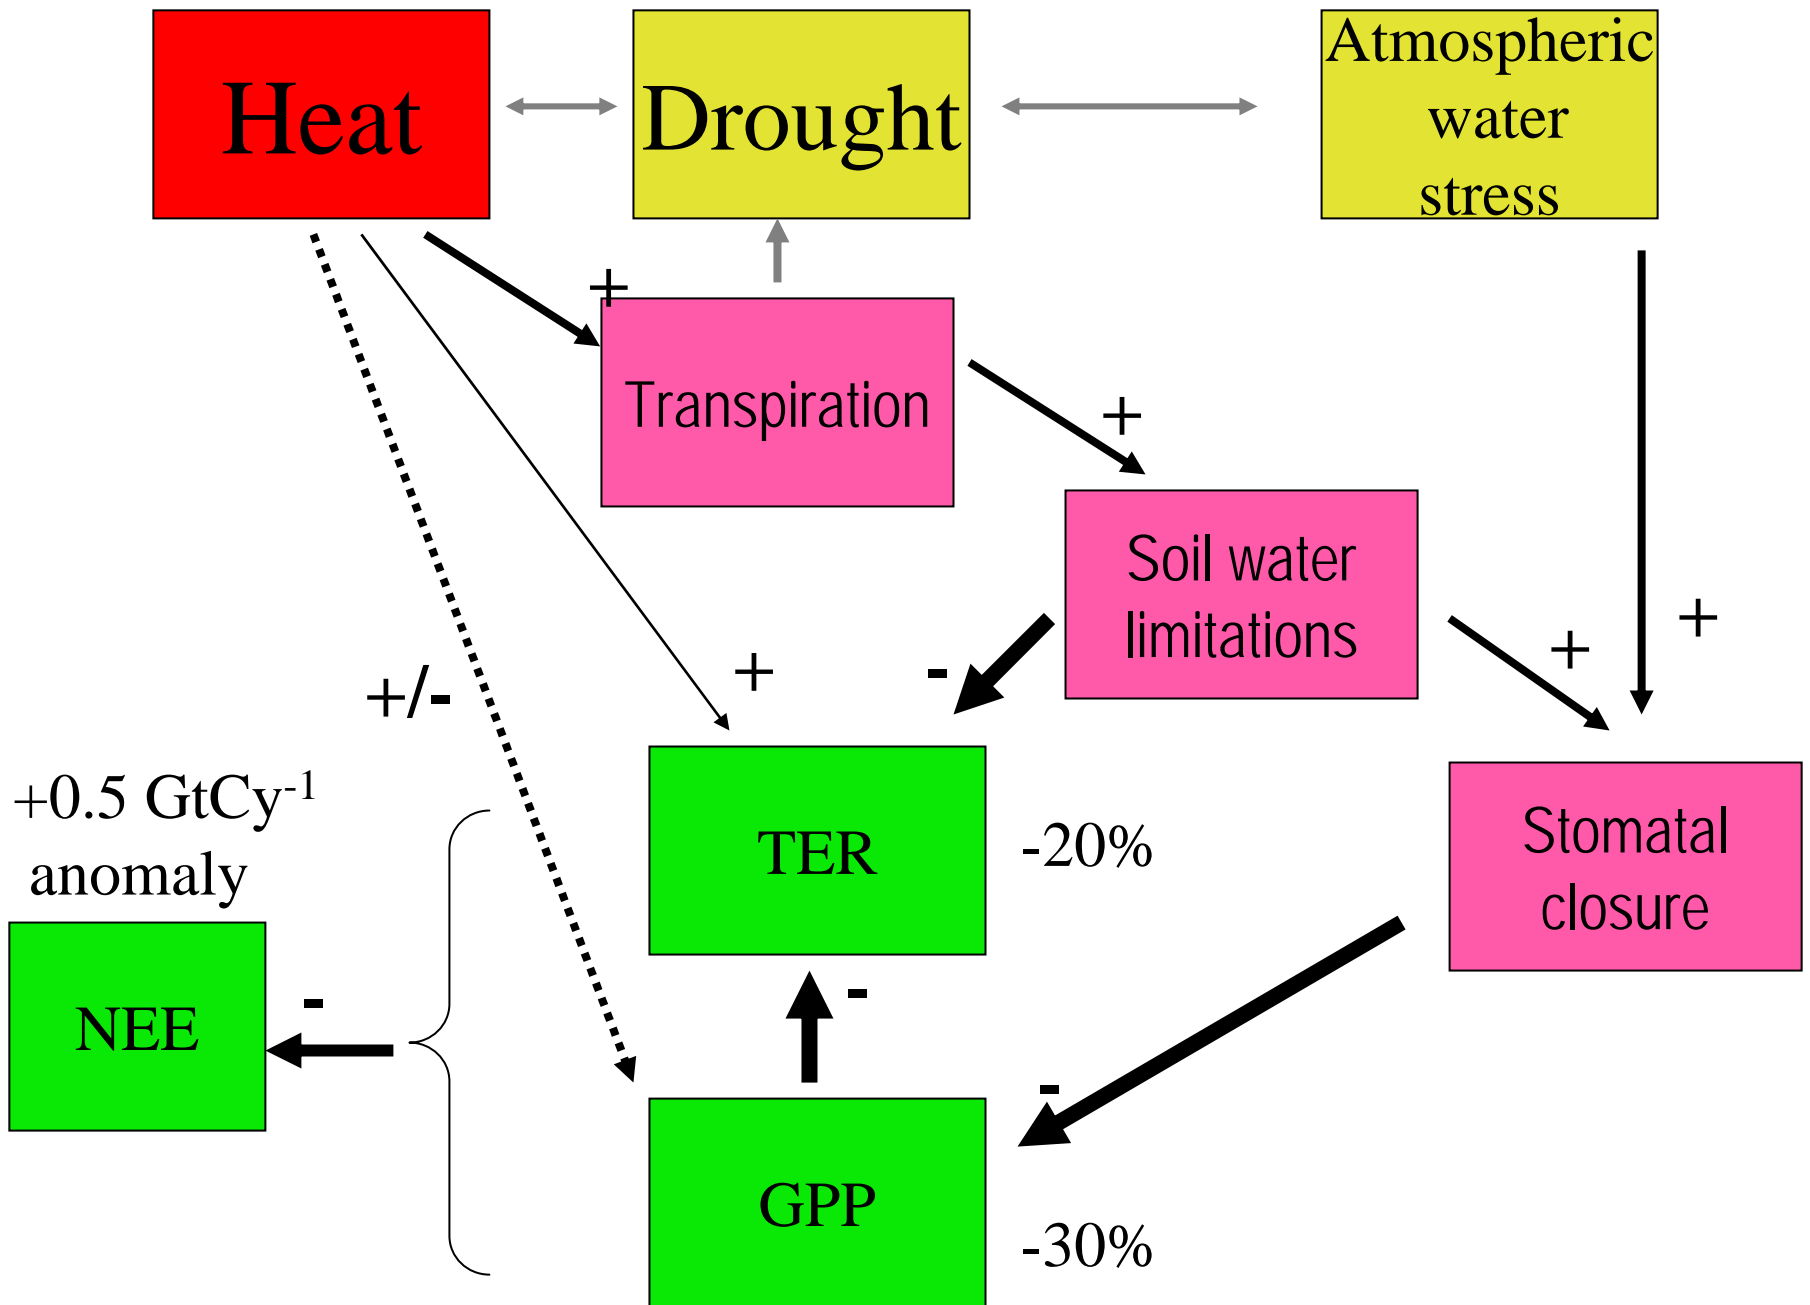 Heat
Drought
Atmospheric
water
stress
+
Transpiration
+
Soil water
limitations
+
+
+/-
+
-
+0.5 GtCy⁻¹
anomaly
TER
-20%
Stomatal
closure
NEE
-
-
-
GPP
-30%